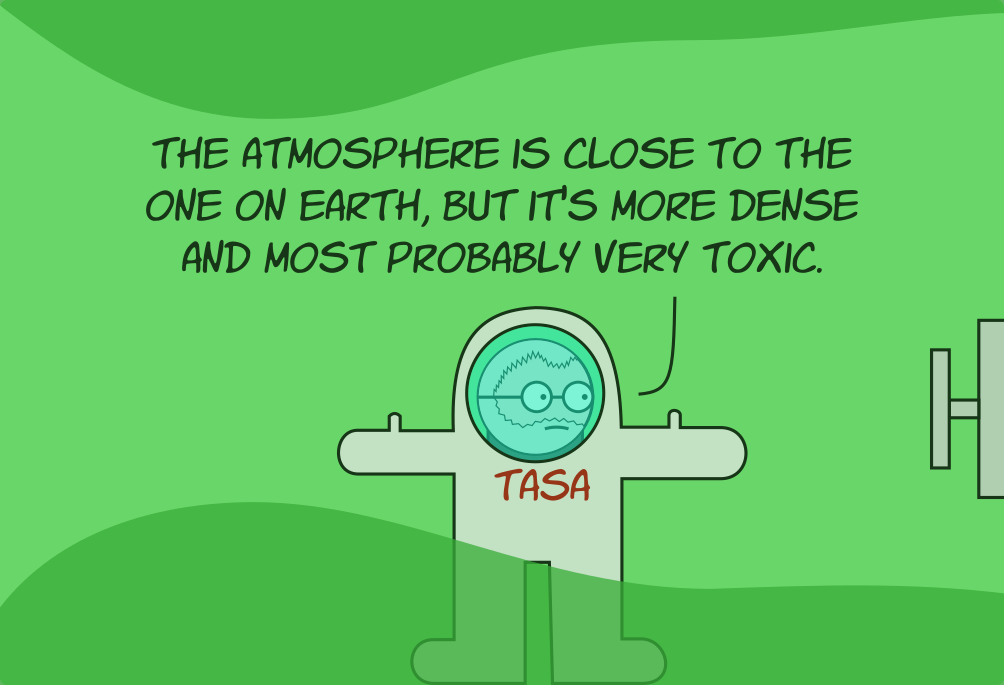 THE ATMOSPHERE IS CLOSE TO THE
ONE ON EARTH, BUT IT'S MORE DENSE
AND MOST PROBABLY VERY TOXIC.
TASA